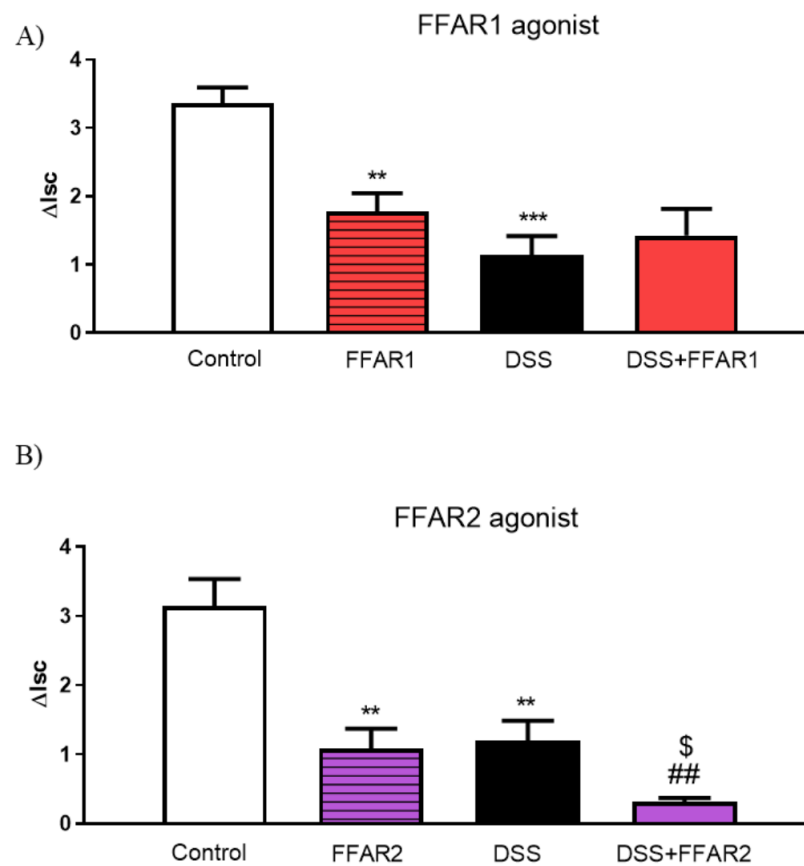 A)
FFAR1 agonist
ΔIsc
4
3
2
1
0
**
***
Control FFAR1 DSS DSS+FFAR1
B)
FFAR2 agonist
ΔIsc
4
3
2
1
0
**
**
$
##
Control FFAR2 DSS DSS+FFAR2